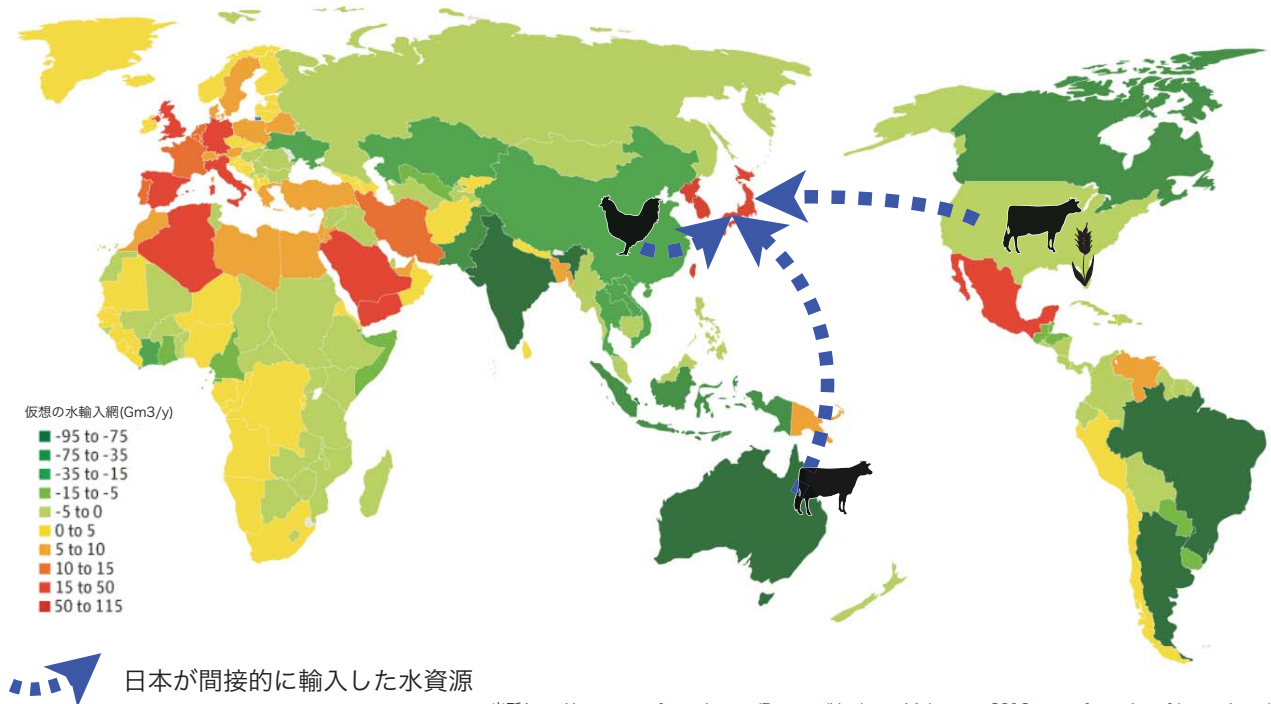 仮想の水輸入網(Gm3/y)
-95 to -75
-75 to -35
-35 to -15
-15 to -5
-5 to 0
0 to 5
5 to 10
10 to 15
15 to 50
50 to 115
日本が間接的に輸入した水資源